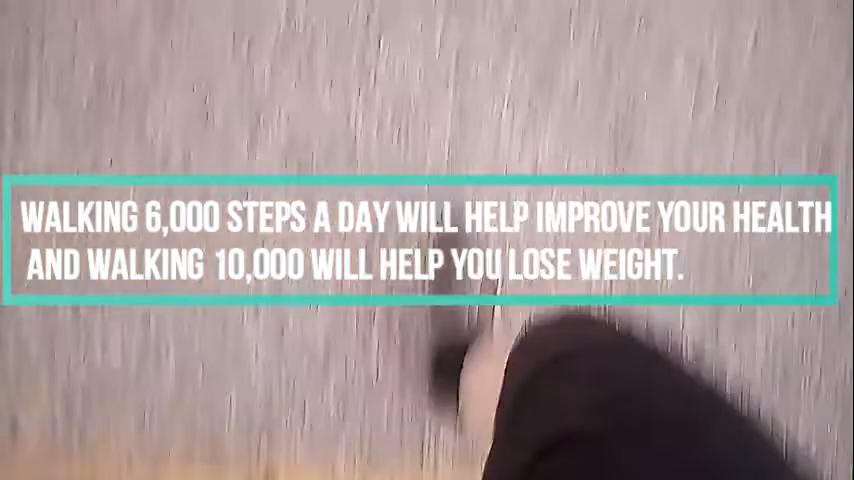 WALKING 6,000 STEPS A DAY WILL HELP IMPROVE YOUR HEALTH
AND WALKING 10,000 WILL HELP YOU LOSE WEIGHT.